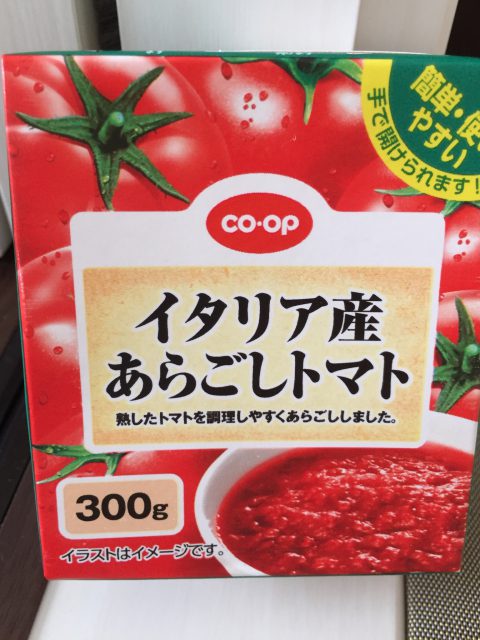 簡単・使
やすい
手で開けられます!
CO・OP
イタリア産
あらごしトマト
熟したトマトを調理しやすくあらごししました。
300g
イラストはイメージです。